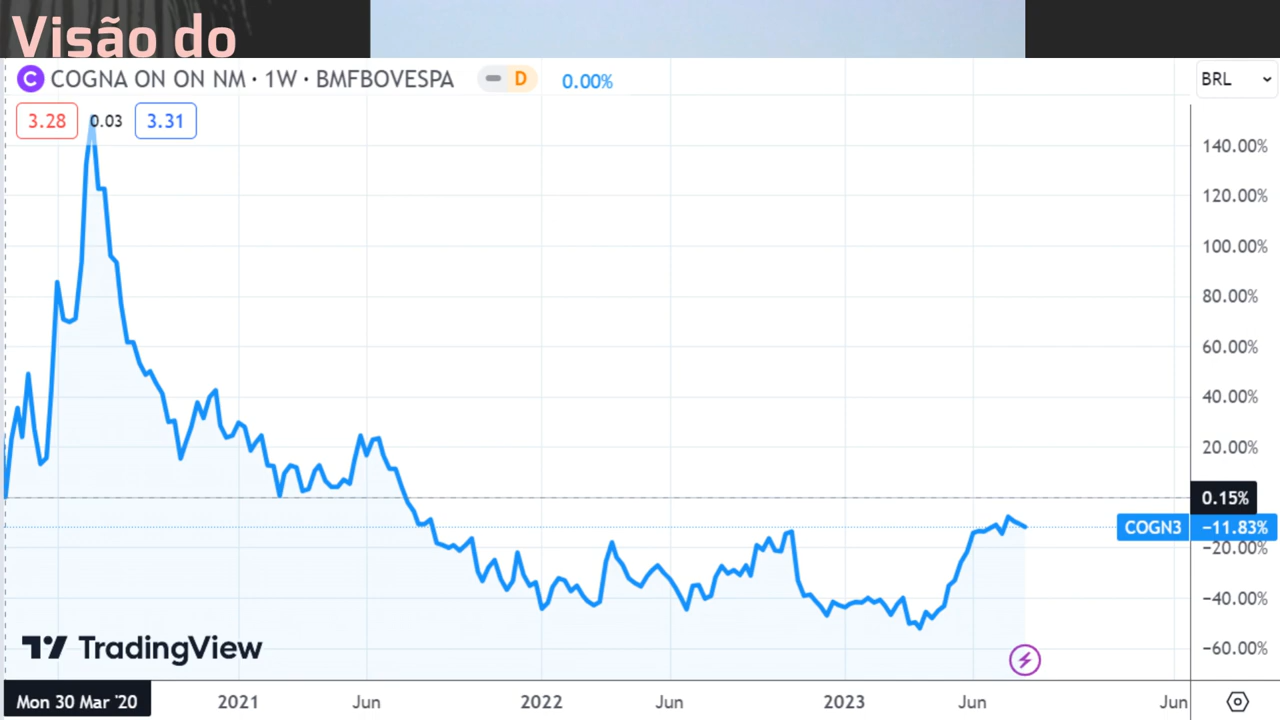 Visão do
C COGNA ON ON NM · 1W · BMFBOVESPA D 0.00% BRL
3.28 0.03 3.31
140.00%
120.00%
100.00%
80.00%
60.00%
40.00%
20.00%
0.15%
COGN3 −11.83%
−20.00%
−40.00%
−60.00%
TradingView
Mon 30 Mar '20 2021 Jun 2022 Jun 2023 Jun Jun